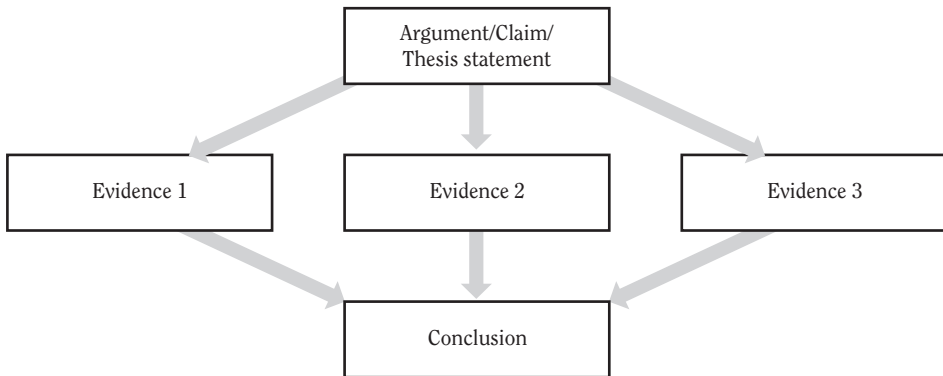 Argument/Claim/
Thesis statement
Evidence 1
Evidence 2
Evidence 3
Conclusion